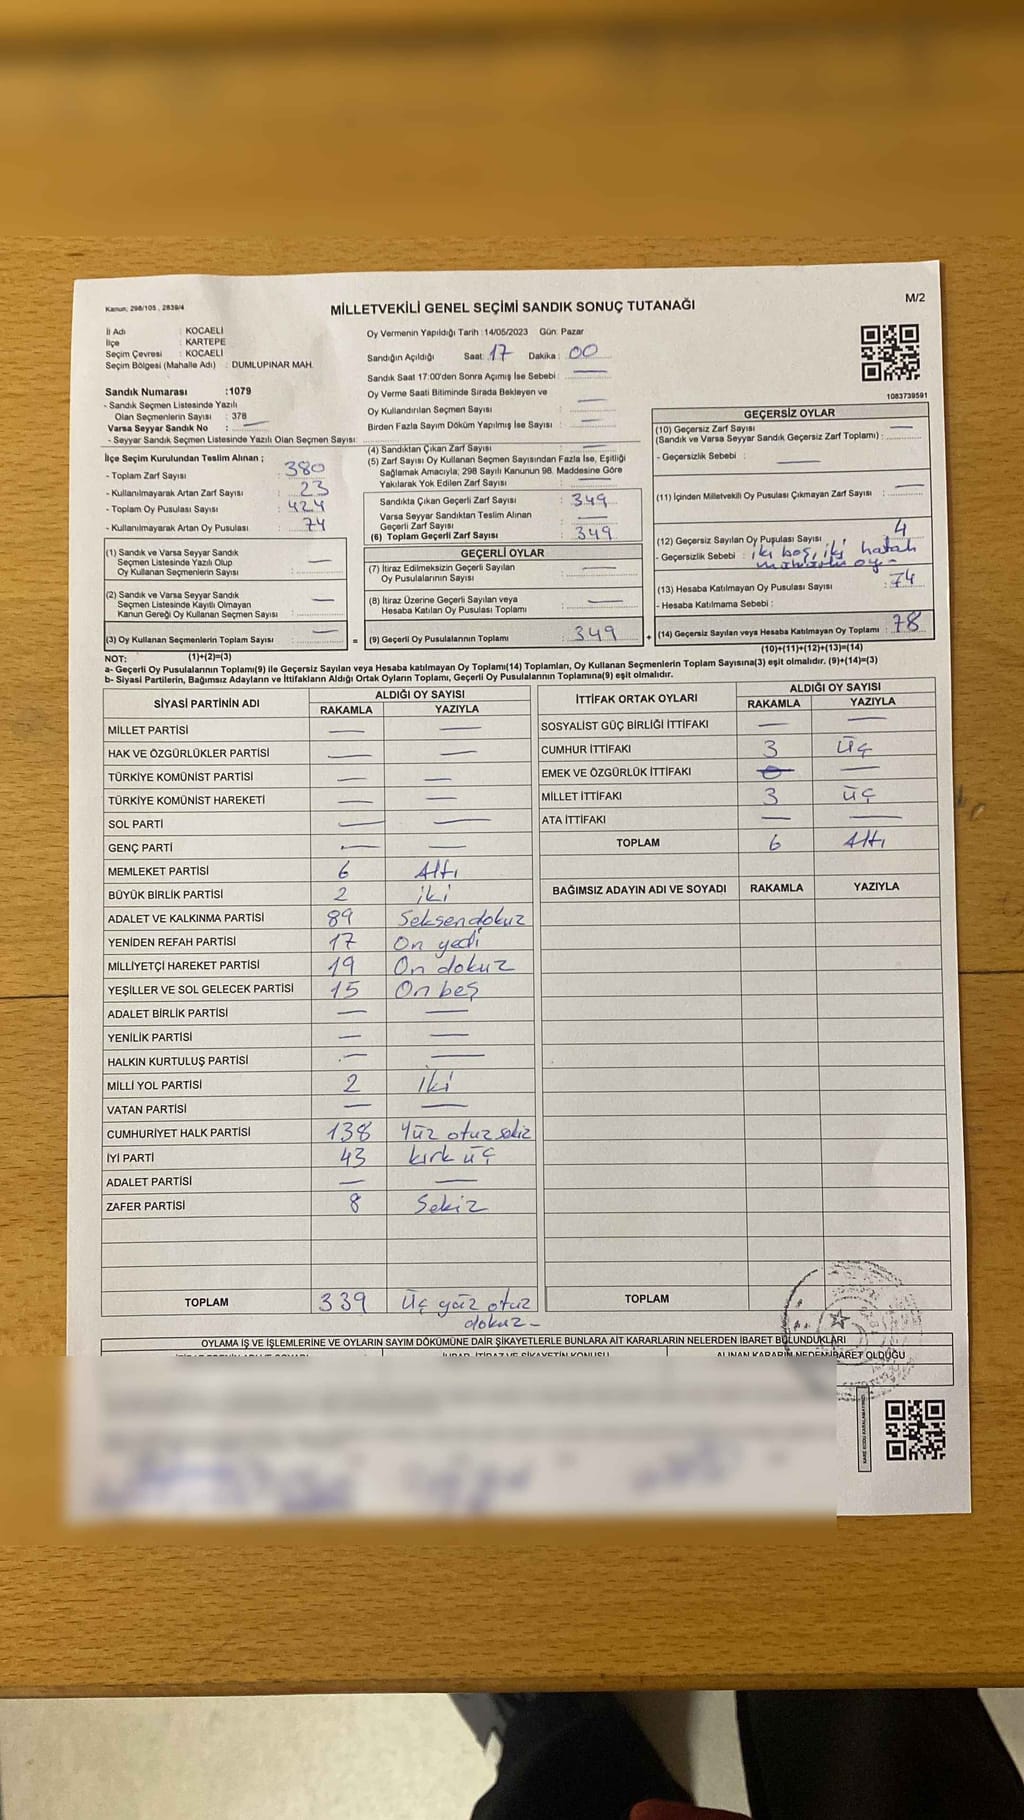 Kanun; 298/105 , 2839/4
MİLLETVEKİLİ GENEL SEÇİMİ SANDIK SONUÇ TUTANAĞI
M/2
İl Adı : KOCAELİ
İlçe : KARTEPE
Seçim Çevresi : KOCAELİ
Seçim Bölgesi (Mahalle Adı) : DUMLUPINAR MAH.
Sandık Numarası :1079
- Sandık Seçmen Listesinde Yazılı
Olan Seçmenlerin Sayısı : 378
Varsa Seyyar Sandık No : —
- Seyyar Sandık Seçmen Listesinde Yazılı Olan Seçmen Sayısı:
İlçe Seçim Kurulundan Teslim Alınan ;
- Toplam Zarf Sayısı : 380
- Kullanılmayarak Artan Zarf Sayısı : 23
- Toplam Oy Pusulası Sayısı : 424
- Kullanılmayarak Artan Oy Pusulası : 74
(1) Sandık ve Varsa Seyyar Sandık
Seçmen Listesinde Yazılı Olup
Oy Kullanan Seçmenlerin Sayısı : —
(2) Sandık ve Varsa Seyyar Sandık
Seçmen Listesinde Kayıtlı Olmayan
Kanun Gereği Oy Kullanan Seçmen Sayısı : —
(3) Oy Kullanan Seçmenlerin Toplam Sayısı : —
Oy Vermenin Yapıldığı Tarih :14/05/2023 Gün: Pazar
Sandığın Açıldığı Saat: 17 Dakika : 00
Sandık Saat 17:00'den Sonra Açımış İse Sebebi : —
Oy Verme Saati Bitiminde Sırada Bekleyen ve
Oy Kullandırılan Seçmen Sayısı : —
Birden Fazla Sayım Döküm Yapılmış İse Sayısı : —
(4) Sandıktan Çıkan Zarf Sayısı : —
(5) Zarf Sayısı Oy Kullanan Seçmen Sayısından Fazla İse, Eşitliği
Sağlamak Amacıyla; 298 Sayılı Kanunun 98. Maddesine Göre
Yakılarak Yok Edilen Zarf Sayısı : —
Sandıkta Çıkan Geçerli Zarf Sayısı : 349
Varsa Seyyar Sandıktan Teslim Alınan
Geçerli Zarf Sayısı : —
(6) Toplam Geçerli Zarf Sayısı : 349
GEÇERLİ OYLAR
(7) İtiraz Edilmeksizin Geçerli Sayılan
Oy Pusulalarının Sayısı : —
(8) İtiraz Üzerine Geçerli Sayılan veya
Hesaba Katılan Oy Pusulası Toplamı : —
= (9) Geçerli Oy Pusulalarının Toplamı : 349 +
1083739591
GEÇERSİZ OYLAR
(10) Geçersiz Zarf Sayısı
(Sandık ve Varsa Seyyar Sandık Geçersiz Zarf Toplamı) : —
- Geçersizlik Sebebi : —
(11) İçinden Milletvekili Oy Pusulası Çıkmayan Zarf Sayısı : —
(12) Geçersiz Sayılan Oy Pusulası Sayısı : 4
- Geçersizlik Sebebi : iki boş, iki hatalı
oy-
(13) Hesaba Katılmayan Oy Pusulası Sayısı : 74
- Hesaba Katılmama Sebebi :
(14) Geçersiz Sayılan veya Hesaba Katılmayan Oy Toplamı : 78
NOT: (1)+(2)=(3)
(10)+(11)+(12)+(13)=(14)
a- Geçerli Oy Pusulalarının Toplamı(9) ile Geçersiz Sayılan veya Hesaba katılmayan Oy Toplamı(14) Toplamları, Oy Kullanan Seçmenlerin Toplam Sayısına(3) eşit olmalıdır. (9)+(14)=(3)
b- Siyasi Partilerin, Bağımsız Adayların ve İttifakların Aldığı Ortak Oyların Toplamı, Geçerli Oy Pusulalarının Toplamına(9) eşit olmalıdır.
SİYASİ PARTİNİN ADI ALDIĞI OY SAYISI
RAKAMLA YAZIYLA
MİLLET PARTİSİ — —
HAK VE ÖZGÜRLÜKLER PARTİSİ — —
TÜRKİYE KOMÜNİST PARTİSİ — —
TÜRKİYE KOMÜNİST HAREKETİ — —
SOL PARTİ — —
GENÇ PARTİ — —
MEMLEKET PARTİSİ 6 Altı
BÜYÜK BİRLİK PARTİSİ 2 iki
ADALET VE KALKINMA PARTİSİ 89 Seksendokuz
YENİDEN REFAH PARTİSİ 17 On yedi
MİLLİYETÇİ HAREKET PARTİSİ 19 On dokuz
YEŞİLLER VE SOL GELECEK PARTİSİ 15 On beş
ADALET BİRLİK PARTİSİ — —
YENİLİK PARTİSİ — —
HALKIN KURTULUŞ PARTİSİ — —
MİLLİ YOL PARTİSİ 2 iki
VATAN PARTİSİ — —
CUMHURİYET HALK PARTİSİ 138 Yüz otuz sekiz
İYİ PARTİ 43 kırk üç
ADALET PARTİSİ — —
ZAFER PARTİSİ 8 Sekiz
TOPLAM 339 üç yüz otuz
dokuz-
İTTİFAK ORTAK OYLARI ALDIĞI OY SAYISI
RAKAMLA YAZIYLA
SOSYALİST GÜÇ BİRLİĞİ İTTİFAKI — —
CUMHUR İTTİFAKI 3 üç
EMEK VE ÖZGÜRLÜK İTTİFAKI — —
MİLLET İTTİFAKI 3 üç
ATA İTTİFAKI — —
TOPLAM 6 Altı
BAĞIMSIZ ADAYIN ADI VE SOYADI RAKAMLA YAZIYLA
TOPLAM
OYLAMA İŞ VE İŞLEMLERİNE VE OYLARIN SAYIM DÖKÜMÜNE DAİR ŞİKAYETLERLE BUNLARA AİT KARARLARIN NELERDEN İBARET BULUNDUKLARI
ALINAN KARARIN NEDEN İBARET OLDUĞU